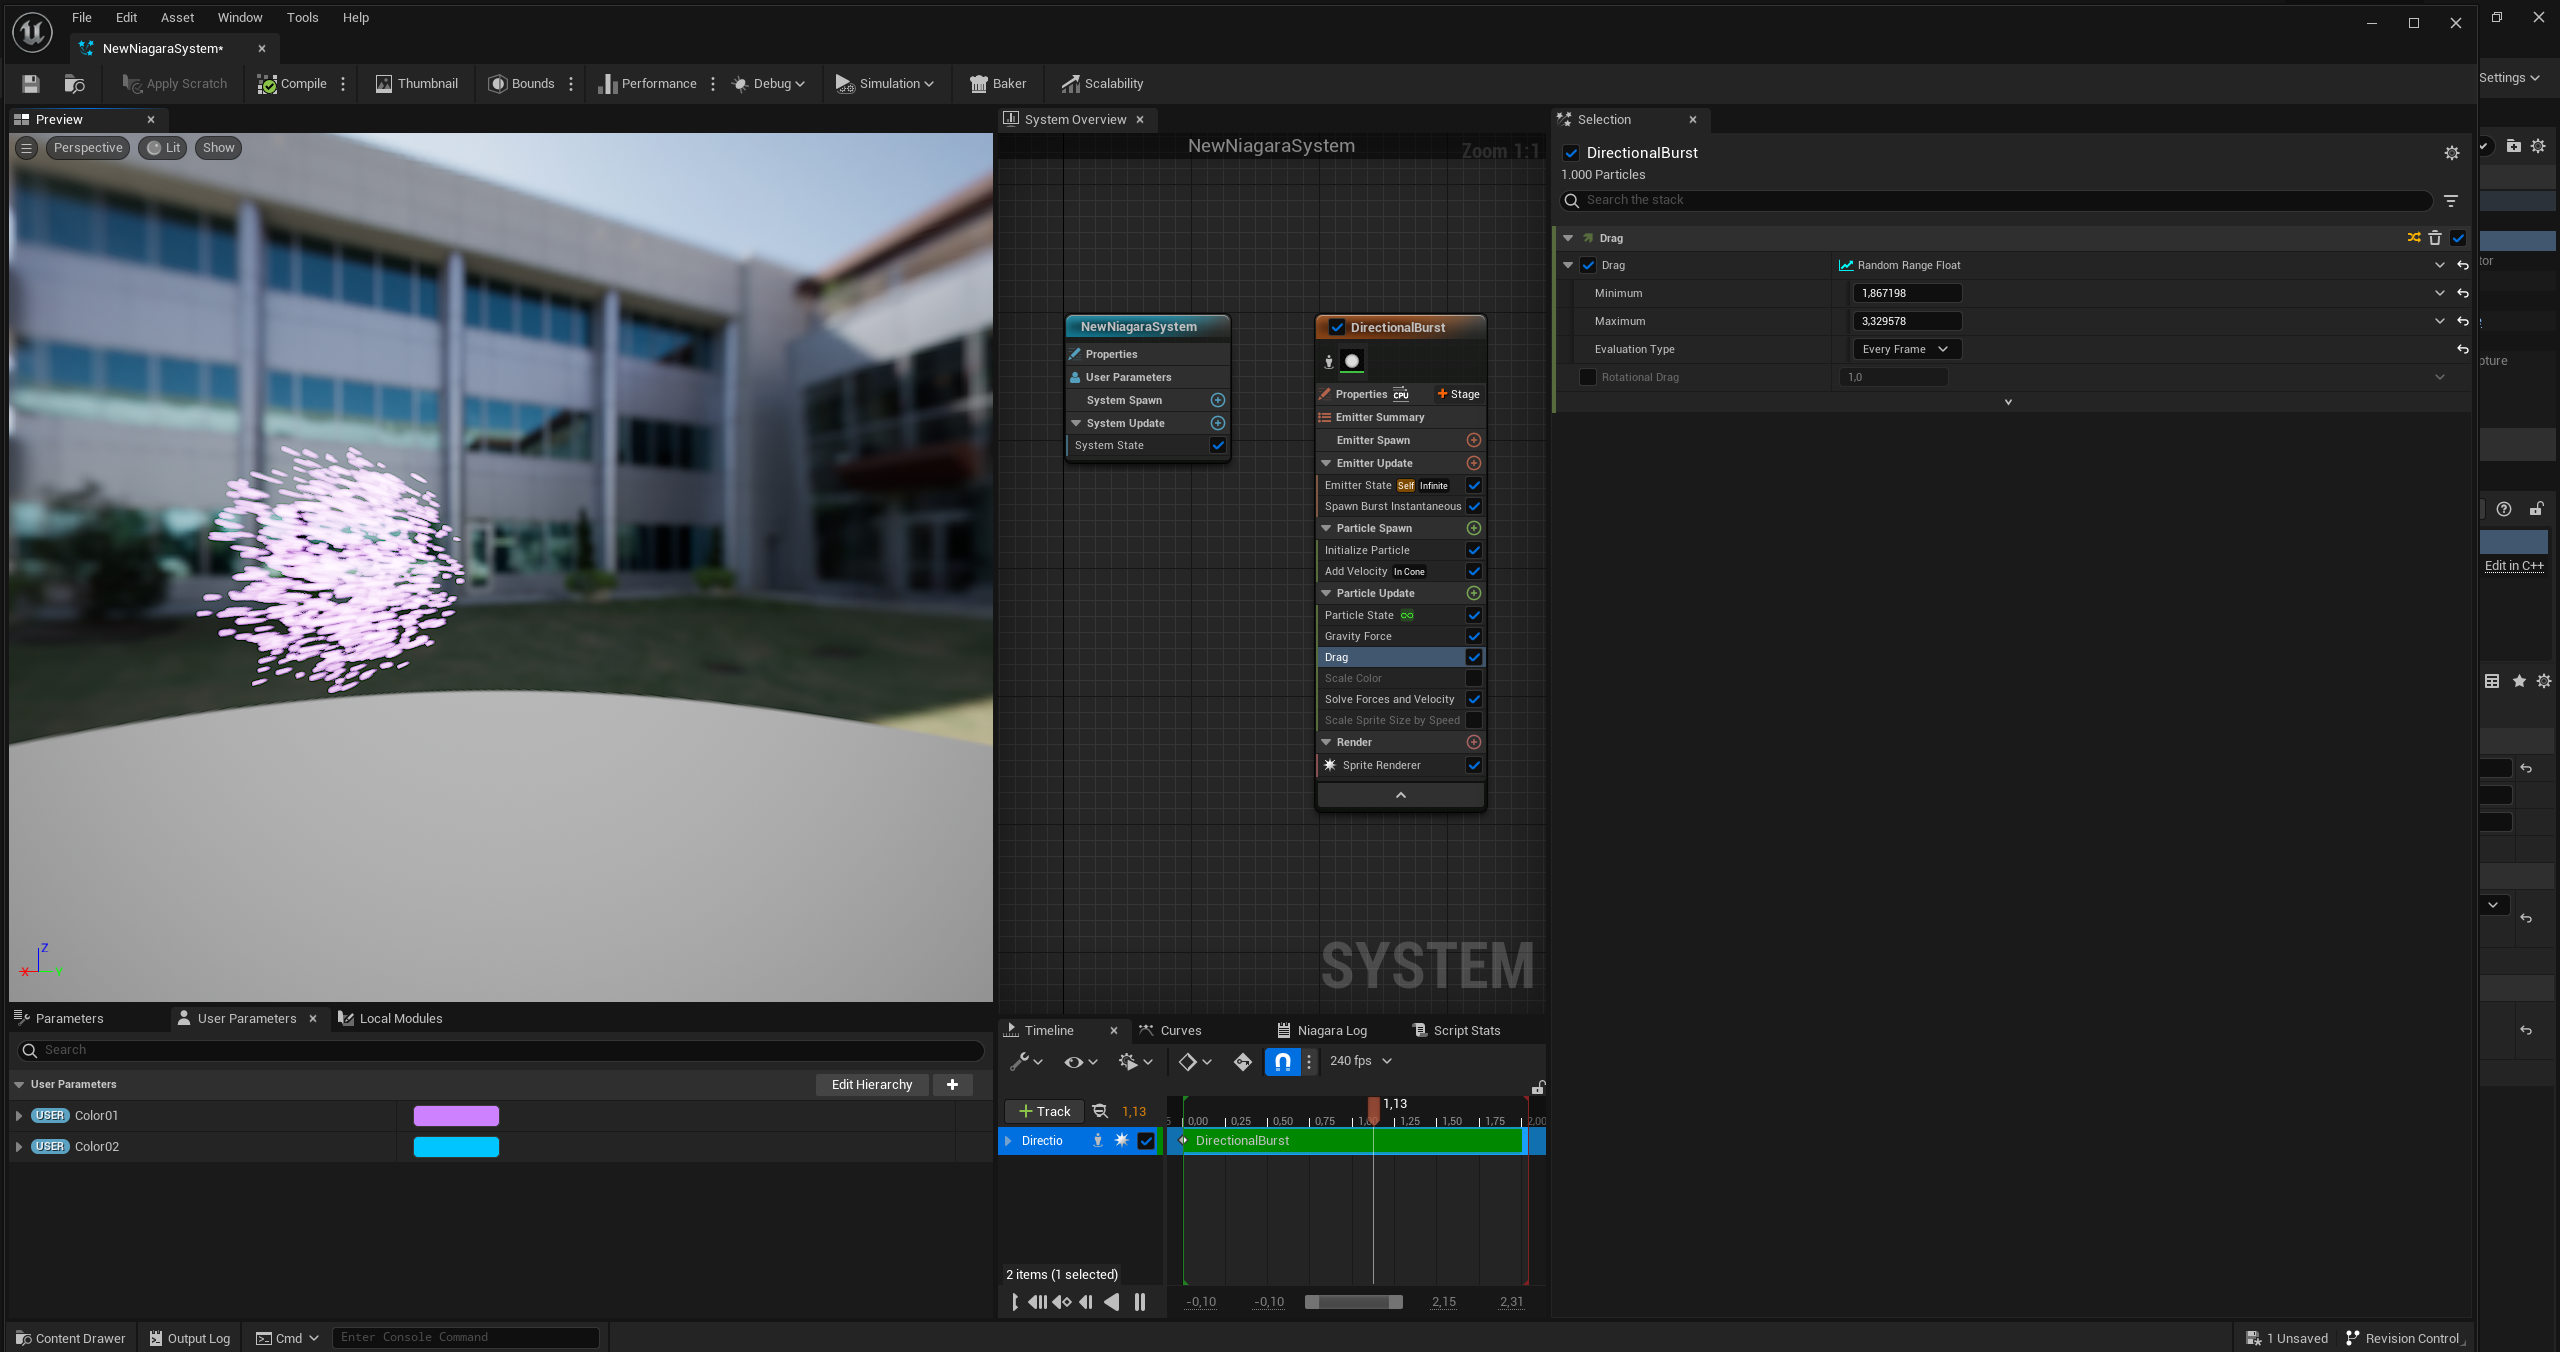 File Edit Asset Window Tools Help
NewNiagaraSystem*
Apply Scratch Compile Thumbnail Bounds Performance Debug Simulation Baker Scalability
Settings
Preview
Perspective Lit Show
System Overview
NewNiagaraSystem
Zoom 1:1
NewNiagaraSystem
Properties
User Parameters
System Spawn
System Update
System State
DirectionalBurst
Properties CPU Stage
Emitter Summary
Emitter Spawn
Emitter Update
Emitter State Self Infinite
Spawn Burst Instantaneous
Particle Spawn
Initialize Particle
Add Velocity In Cone
Particle Update
Particle State
Gravity Force
Drag
Scale Color
Solve Forces and Velocity
Scale Sprite Size by Speed
Render
Sprite Renderer
SYSTEM
Selection
DirectionalBurst
1.000 Particles
Search the stack
Drag
Drag Random Range Float
Minimum 1,867198
Maximum 3,329578
Evaluation Type Every Frame
Rotational Drag 1,0
tor
pture
Edit in C++
Z
X Y
Parameters User Parameters Local Modules
Search
User Parameters Edit Hierarchy
USER Color01
USER Color02
Timeline Curves Niagara Log Script Stats
240 fps
Track 1,13
1,13
0,00 0,25 0,50 0,75 1,00 1,25 1,50 1,75 2,00
Directio DirectionalBurst
2 items (1 selected)
-0,10 -0,10 2,15 2,31
Content Drawer Output Log Cmd Enter Console Command
1 Unsaved Revision Control